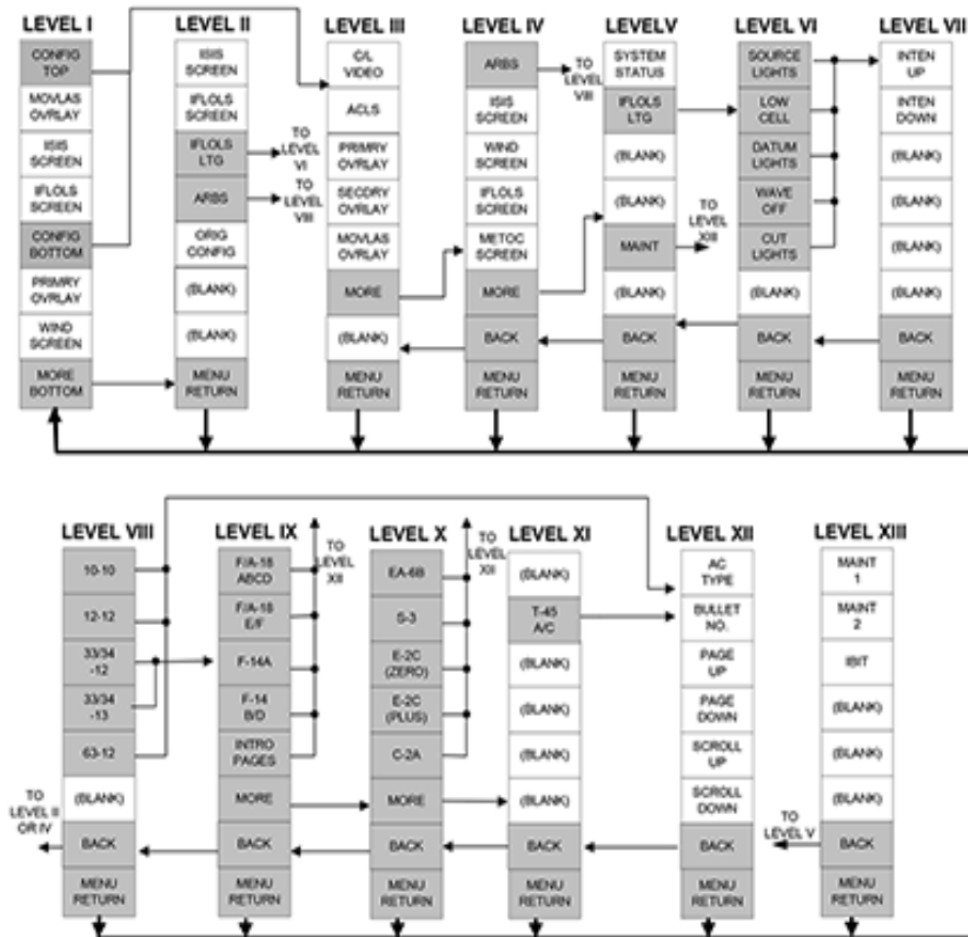 LEVEL I
CONFIG
TOP
MOVLAS
OVRLAY
ISIS
SCREEN
IFLOLS
SCREEN
CONFIG
BOTTOM
PRIMRY
OVRLAY
WIND
SCREEN
MORE
BOTTOM
LEVEL II
ISIS
SCREEN
IFLOLS
SCREEN
IFLOLS
LTG
ARBS
ORIG
CONFIG
(BLANK)
(BLANK)
MENU
RETURN
TO
LEVEL
VI
TO
LEVEL
VIII
LEVEL III
C/L
VIDEO
ACLS
PRIMRY
OVRLAY
SECDRY
OVRLAY
MOVLAS
OVRLAY
MORE
(BLANK)
MENU
RETURN
LEVEL IV
ARBS
ISIS
SCREEN
WIND
SCREEN
IFLOLS
SCREEN
METOC
SCREEN
MORE
BACK
MENU
RETURN
TO
LEVEL
VIII
LEVELV
SYSTEM
STATUS
IFLOLS
LTG
(BLANK)
(BLANK)
MAINT
(BLANK)
BACK
MENU
RETURN
TO
LEVEL
XIII
LEVEL VI
SOURCE
LIGHTS
LOW
CELL
DATUM
LIGHTS
WAVE
OFF
CUT
LIGHTS
(BLANK)
BACK
MENU
RETURN
LEVEL VII
INTEN
UP
INTEN
DOWN
(BLANK)
(BLANK)
(BLANK)
(BLANK)
BACK
MENU
RETURN
LEVEL VIII
10-10
12-12
33/34
-12
33/34
-13
63-12
(BLANK)
BACK
MENU
RETURN
TO
LEVEL II
OR IV
LEVEL IX
F/A-18
ABCD
F/A-18
E/F
F-14A
F-14
B/D
INTRO
PAGES
MORE
BACK
MENU
RETURN
TO
LEVEL
XII
LEVEL X
EA-6B
S-3
E-2C
(ZERO)
E-2C
(PLUS)
C-2A
MORE
BACK
MENU
RETURN
TO
LEVEL
XII
LEVEL XI
(BLANK)
T-45
A/C
(BLANK)
(BLANK)
(BLANK)
(BLANK)
BACK
MENU
RETURN
LEVEL XII
AC
TYPE
BULLET
NO.
PAGE
UP
PAGE
DOWN
SCROLL
UP
SCROLL
DOWN
BACK
MENU
RETURN
LEVEL XIII
MAINT
1
MAINT
2
IBIT
(BLANK)
(BLANK)
(BLANK)
BACK
MENU
RETURN
TO
LEVEL V